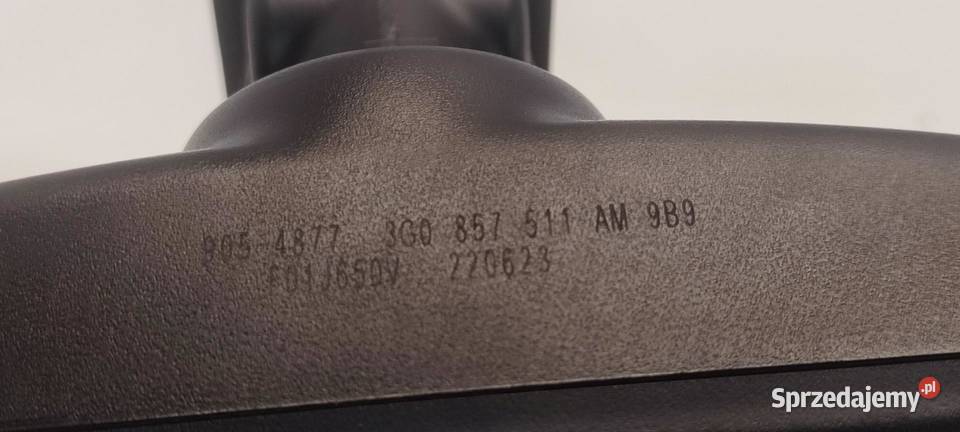 905-4877 3G0 857 511 AM 9B9
F01J650V 220623
Sprzedajemy.pl